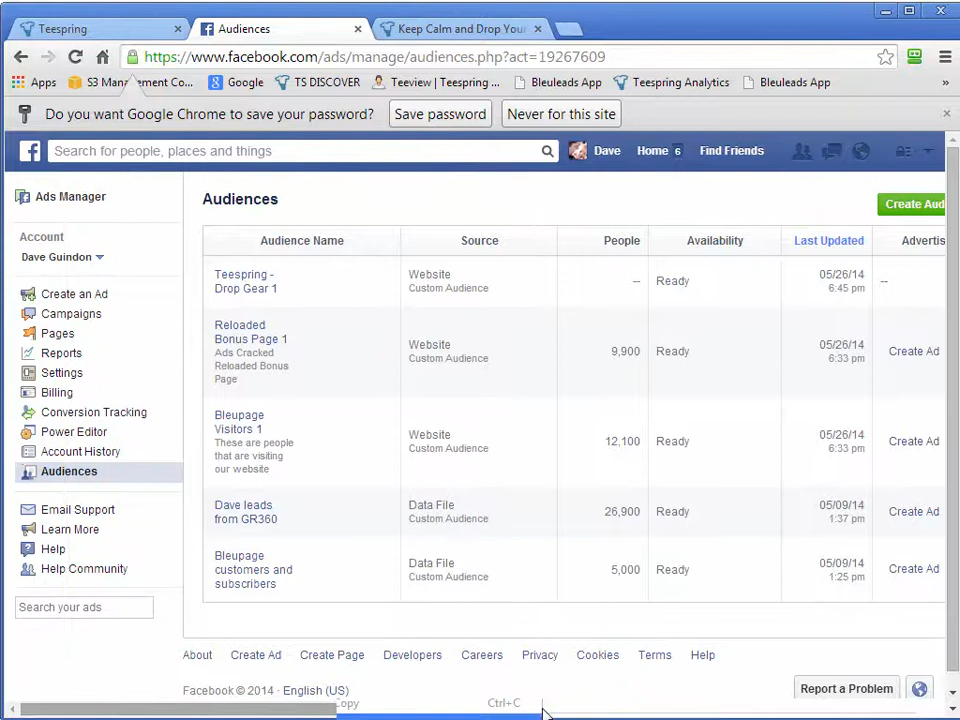 Teespring
Audiences
Keep Calm and Drop Your
https://www.facebook.com/ads/manage/audiences.php?act=19267609
Apps
S3 Management Co...
Google
TS DISCOVER
Teeview | Teespring ...
Bleuleads App
Teespring Analytics
Bleuleads App
»
Do you want Google Chrome to save your password?
Save password
Never for this site
Search for people, places and things
Dave
Home 6
Find Friends
Ads Manager
Account
Dave Guindon
Create an Ad
Campaigns
Pages
Reports
Settings
Billing
Conversion Tracking
Power Editor
Account History
Audiences
Email Support
Learn More
Help
Help Community
Search your ads
Audiences
Create Aud
Audience Name Source People Availability Last Updated Advertis
Teespring -
Drop Gear 1
Website
Custom Audience
--
Ready
05/26/14
6:45 pm
--
Reloaded
Bonus Page 1
Ads Cracked
Reloaded Bonus
Page
Website
Custom Audience
9,900
Ready
05/26/14
6:33 pm
Create Ad
Bleupage
Visitors 1
These are people
that are visiting
our website
Website
Custom Audience
12,100
Ready
05/26/14
6:33 pm
Create Ad
Dave leads
from GR360
Data File
Custom Audience
26,900
Ready
05/09/14
1:37 pm
Create Ad
Bleupage
customers and
subscribers
Data File
Custom Audience
5,000
Ready
05/09/14
1:25 pm
Create Ad
About Create Ad Create Page Developers Careers Privacy Cookies Terms Help
Facebook © 2014 · English (US)
Report a Problem
Copy Ctrl+C